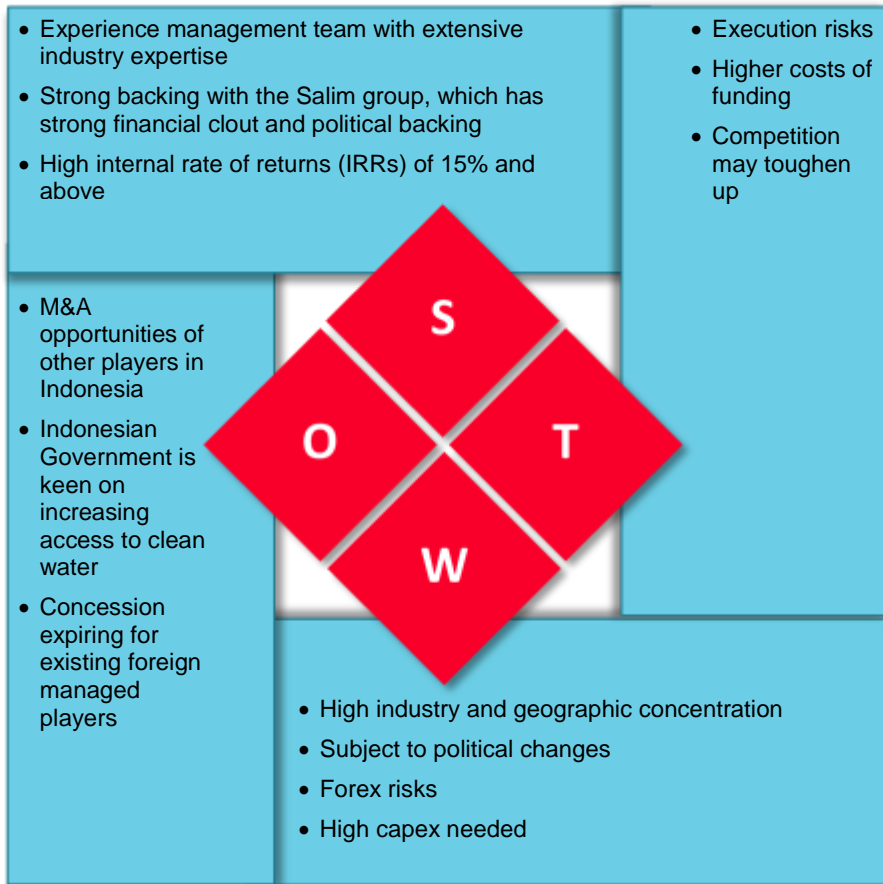 • Experience management team with extensive
industry expertise
• Strong backing with the Salim group, which has
strong financial clout and political backing
• High internal rate of returns (IRRs) of 15% and
above
• Execution risks
• Higher costs of
funding
• Competition
may toughen
up
• M&A
opportunities of
other players in
Indonesia
• Indonesian
Government is
keen on
increasing
access to clean
water
• Concession
expiring for
existing foreign
managed
players
S
O
T
W
• High industry and geographic concentration
• Subject to political changes
• Forex risks
• High capex needed